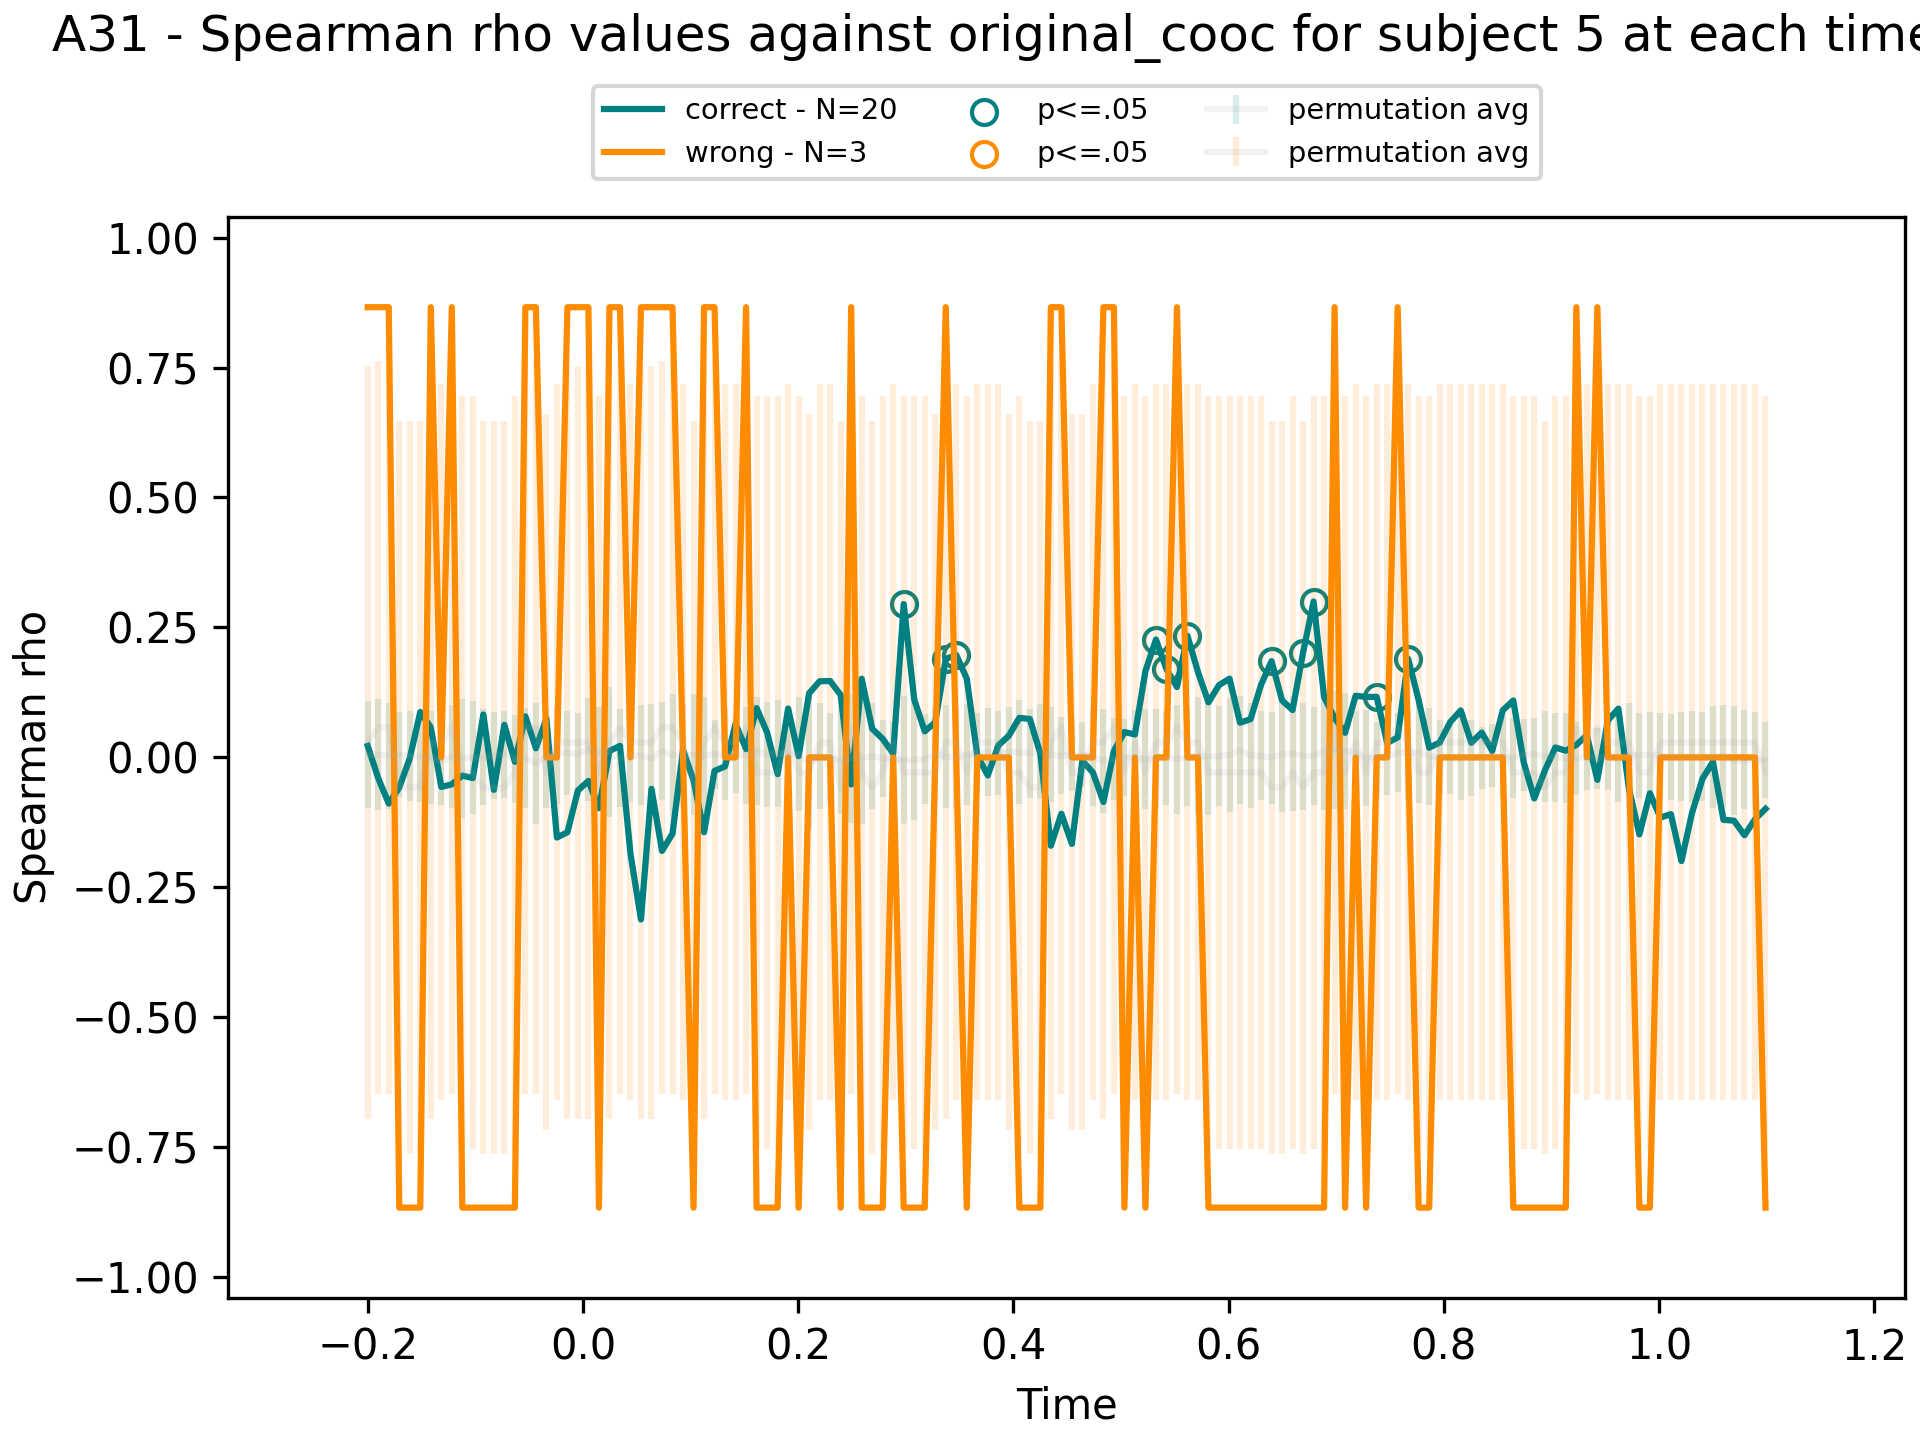 A31 - Spearman rho values against original_cooc for subject 5 at each time
correct - N=20 p<=.05 permutation avg
wrong - N=3 p<=.05 permutation avg
1.00
0.75
0.50
0.25
0.00
−0.25
−0.50
−0.75
−1.00
Spearman rho
−0.2 0.0 0.2 0.4 0.6 0.8 1.0 1.2
Time